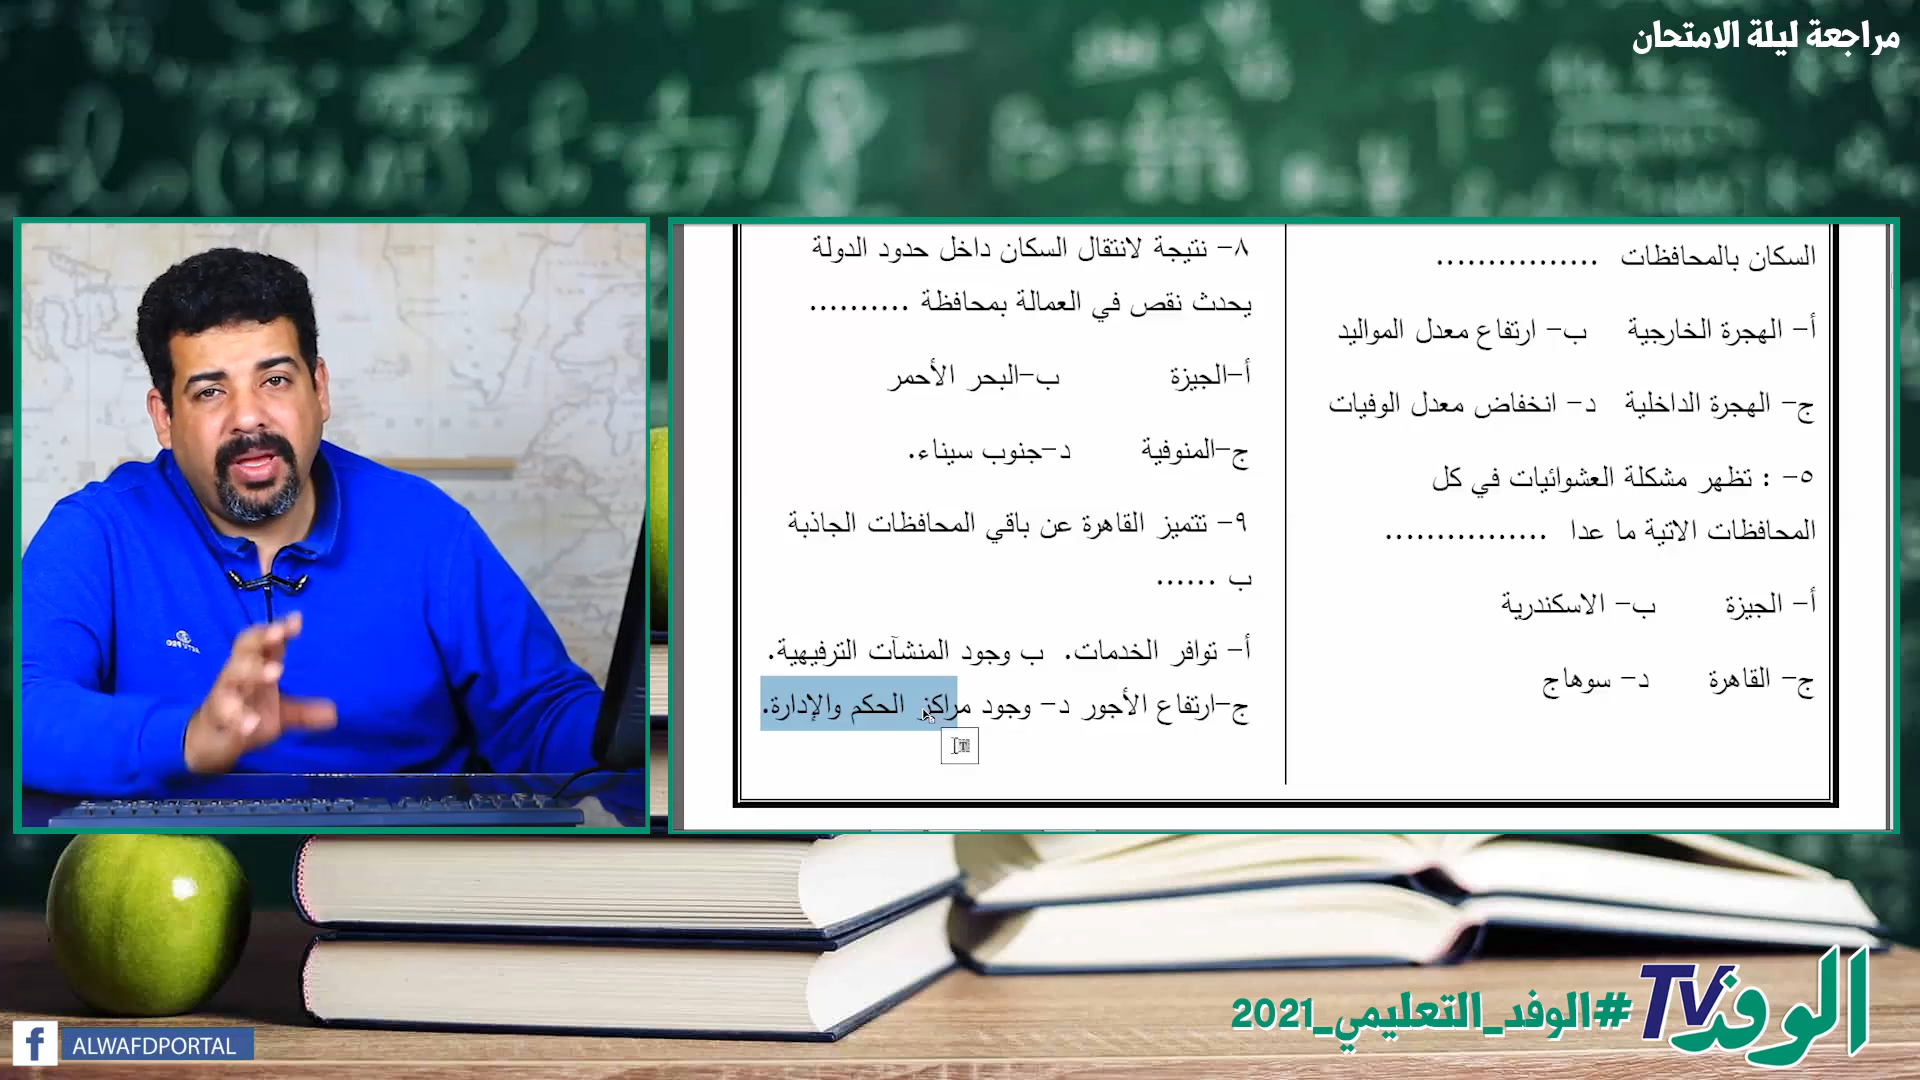 مراجعة ليلة الامتحان
السكان بالمحافظات ................
أ- الهجرة الخارجية ب- ارتفاع معدل المواليد
ج- الهجرة الداخلية د- انخفاض معدل الوفيات
٥- : تظهر مشكلة العشوائيات في كل
المحافظات الاتية ما عدا ................
أ- الجيزة ب- الاسكندرية
ج- القاهرة د- سوهاج
٨- نتيجة لانتقال السكان داخل حدود الدولة
يحدث نقص في العمالة بمحافظة ..........
أ-الجيزة ب-البحر الأحمر
ج-المنوفية د-جنوب سيناء.
٩- تتميز القاهرة عن باقي المحافظات الجاذبة
ب ......
أ- توافر الخدمات. ب وجود المنشآت الترفيهية.
ج-ارتفاع الأجور د- وجود مراكز الحكم والإدارة.
#الوفد_التعليمي_2021
الوفد TV
f ALWAFDPORTAL